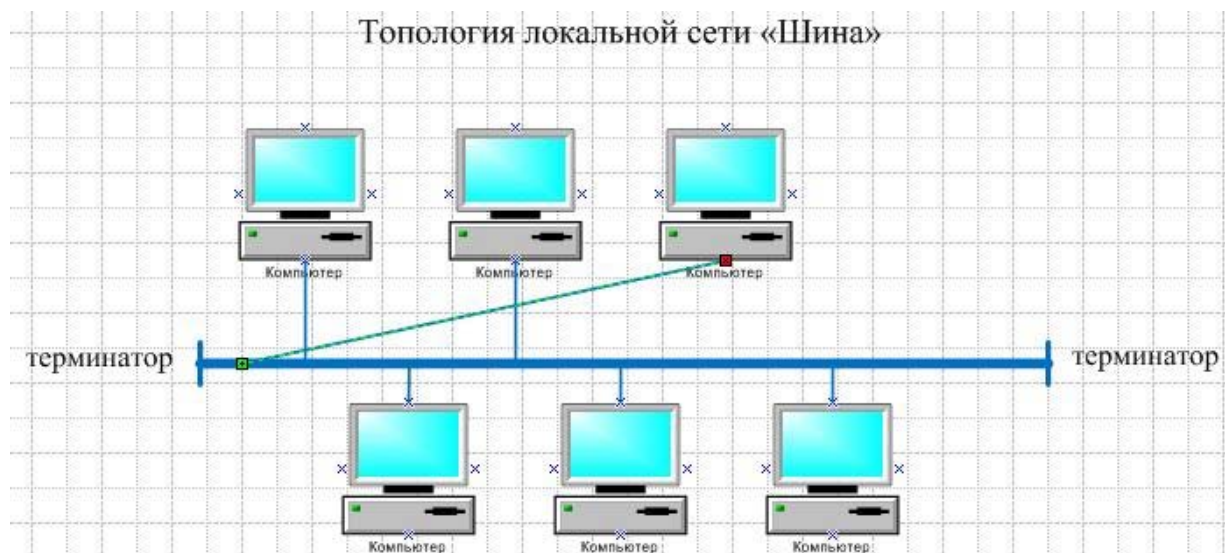 Топология локальной сети «Шина»
Компьютер Компьютер Компьютер
терминатор терминатор
Компьютер Компьютер Компьютер